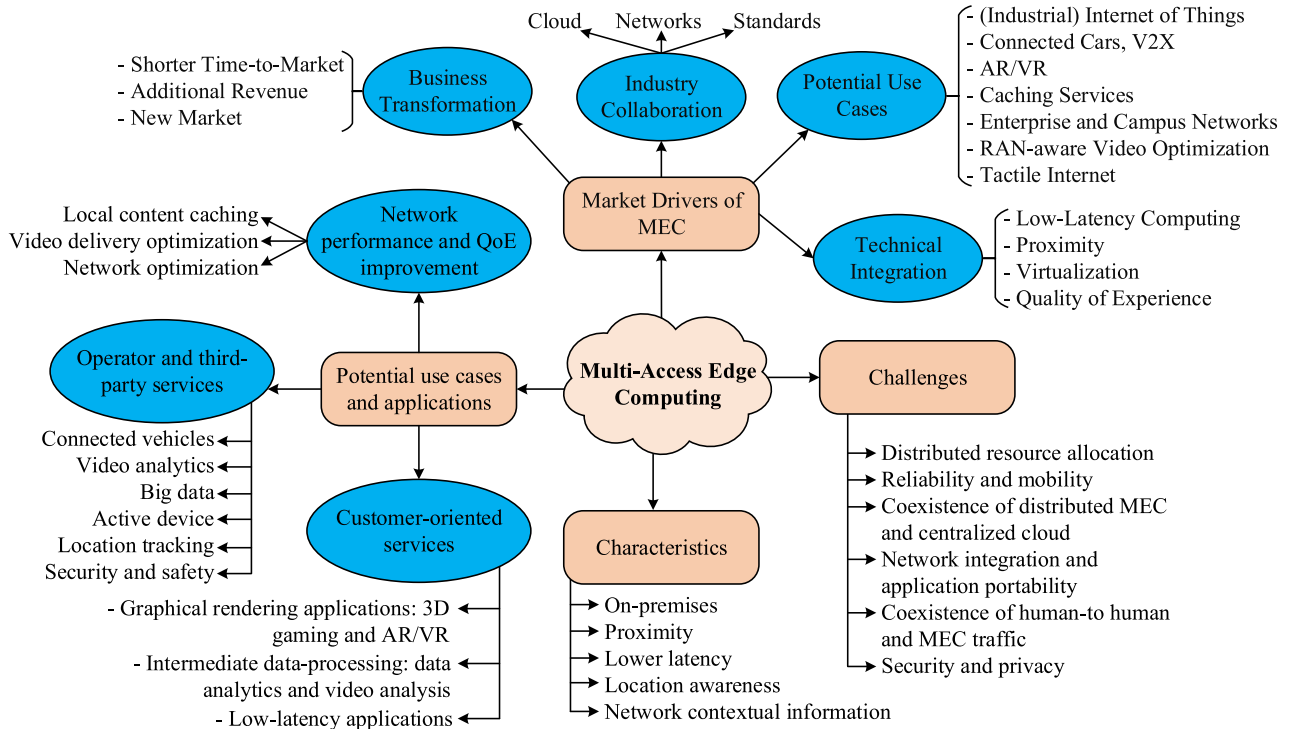 Cloud
Networks
Standards
- Shorter Time-to-Market
- Additional Revenue
- New Market
Business
Transformation
Industry
Collaboration
Potential Use
Cases
- (Industrial) Internet of Things
- Connected Cars, V2X
- AR/VR
- Caching Services
- Enterprise and Campus Networks
- RAN-aware Video Optimization
- Tactile Internet
Market Drivers of
MEC
Local content caching
Video delivery optimization
Network optimization
Network
performance and QoE
improvement
Technical
Integration
- Low-Latency Computing
- Proximity
- Virtualization
- Quality of Experience
Operator and third-
party services
Potential use cases
and applications
Multi-Access Edge
Computing
Challenges
Connected vehicles
Video analytics
Big data
Active device
Location tracking
Security and safety
Customer-oriented
services
Characteristics
Distributed resource allocation
Reliability and mobility
Coexistence of distributed MEC
and centralized cloud
Network integration and
application portability
Coexistence of human-to human
and MEC traffic
Security and privacy
- Graphical rendering applications: 3D
gaming and AR/VR
- Intermediate data-processing: data
analytics and video analysis
- Low-latency applications
On-premises
Proximity
Lower latency
Location awareness
Network contextual information